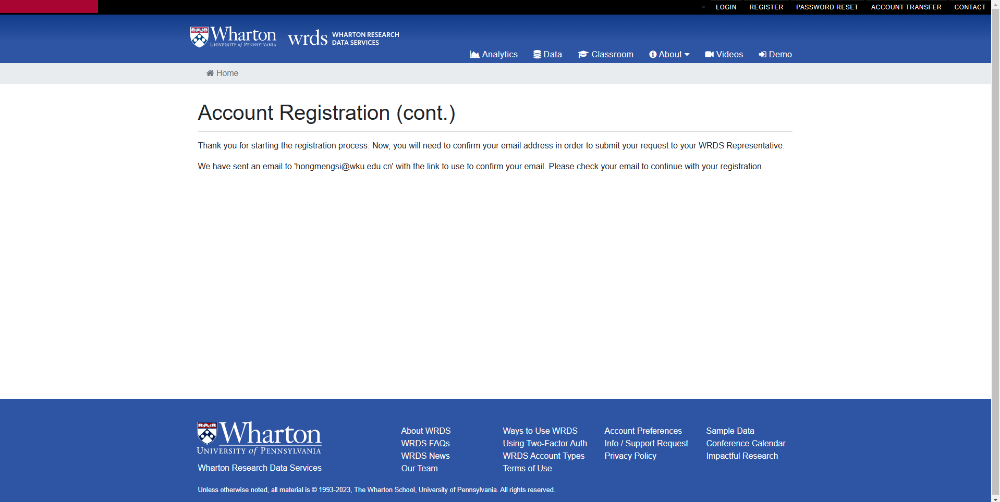 LOGIN REGISTER PASSWORD RESET ACCOUNT TRANSFER CONTACT
Wharton
UNIVERSITY of PENNSYLVANIA
wrds
WHARTON RESEARCH
DATA SERVICES
Analytics Data Classroom About Videos Demo
Home
Account Registration (cont.)
Thank you for starting the registration process. Now, you will need to confirm your email address in order to submit your request to your WRDS Representative.
We have sent an email to 'hongmengsi@wku.edu.cn' with the link to use to confirm your email. Please check your email to continue with your registration.
Wharton
UNIVERSITY of PENNSYLVANIA
Wharton Research Data Services
About WRDS
WRDS FAQs
WRDS News
Our Team
Ways to Use WRDS
Using Two-Factor Auth
WRDS Account Types
Terms of Use
Account Preferences
Info / Support Request
Privacy Policy
Sample Data
Conference Calendar
Impactful Research
Unless otherwise noted, all material is © 1993-2023, The Wharton School, University of Pennsylvania. All rights reserved.